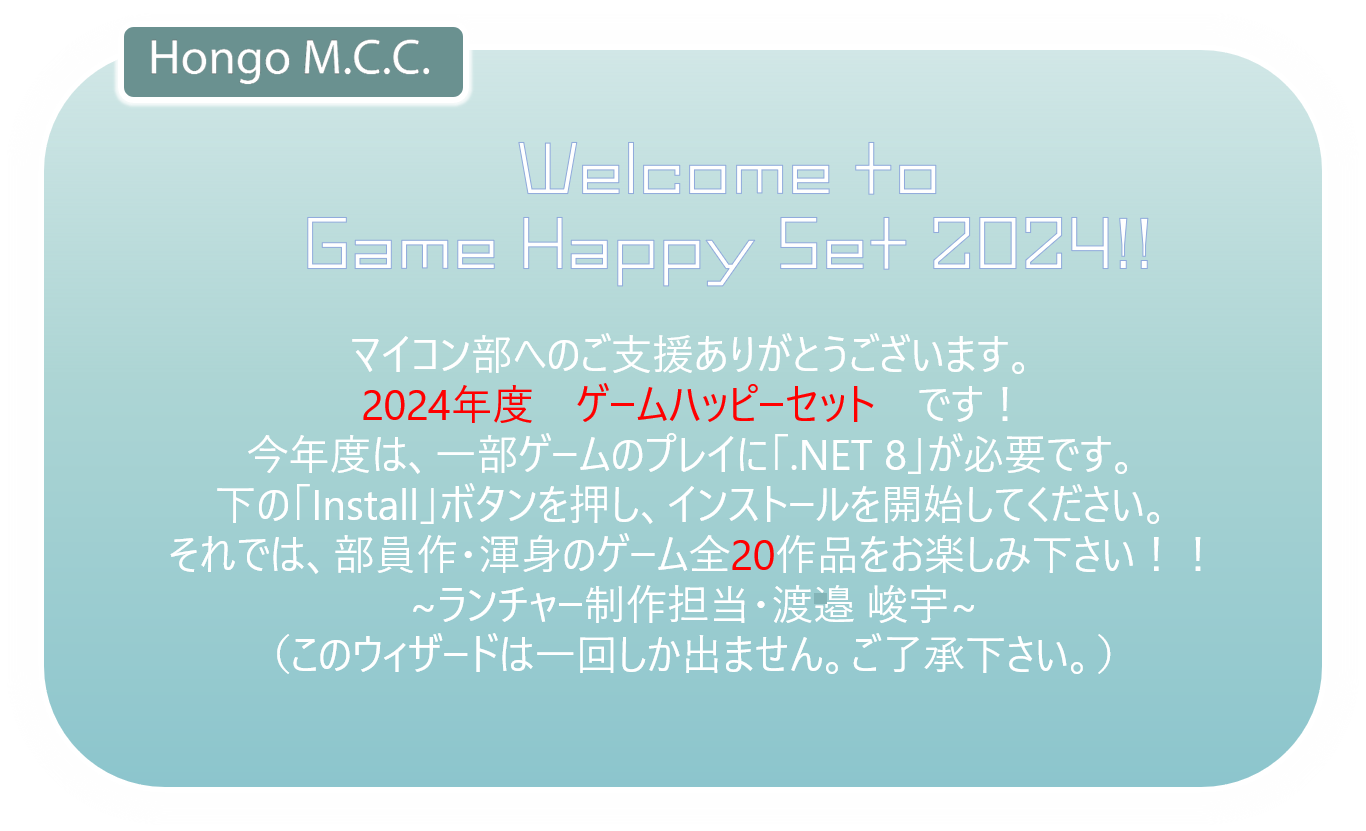 Hongo M.C.C.
Welcome to
Game Happy Set 2024!!
マイコン部へのご支援ありがとうございます。
2024年度　ゲームハッピーセット　です！
今年度は、一部ゲームのプレイに「.NET 8」が必要です。
下の「Install」ボタンを押し、インストールを開始してください。
それでは、部員作・渾身のゲーム全20作品をお楽しみ下さい！！
~ランチャー制作担当・渡邉 峻宇~
（このウィザードは一回しか出ません。ご了承下さい。）